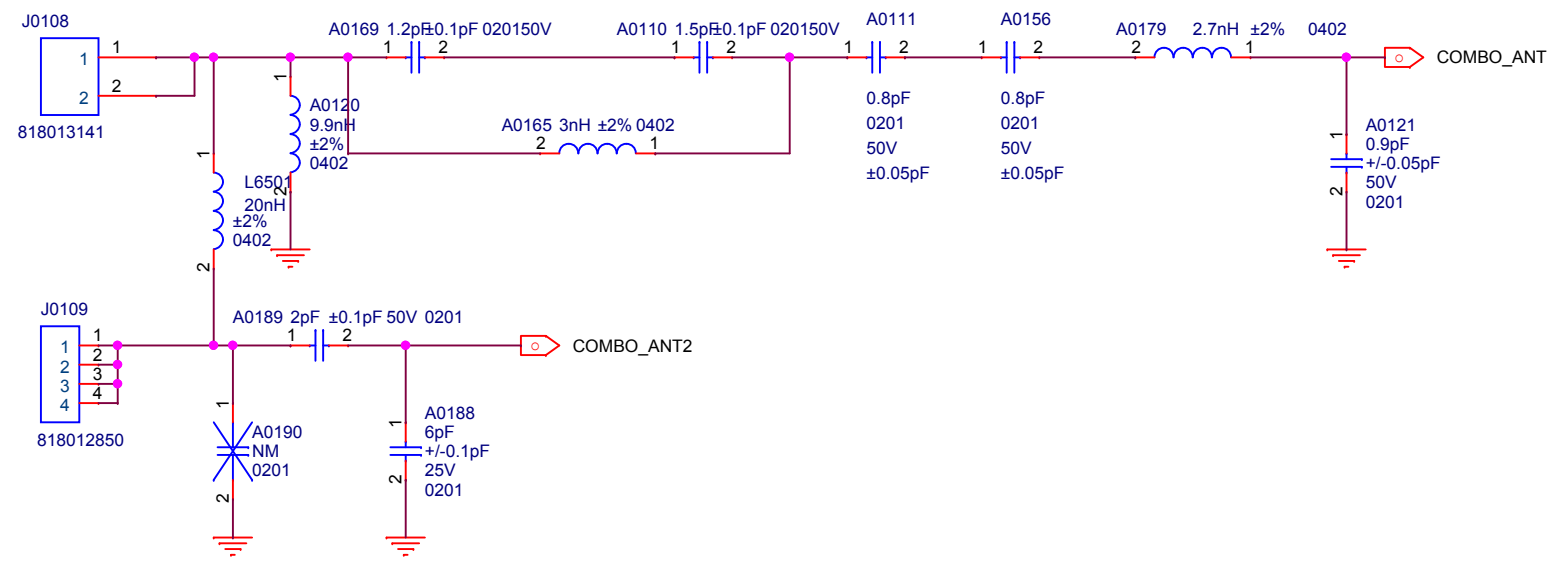 J0108
1
2
1
2
818013141
A0169 1.2pF±0.1pF 020150V
1
2
A0110 1.5pF±0.1pF 020150V
1
2
A0111
1
2
0.8pF
0201
50V
±0.05pF
A0156
1
2
0.8pF
0201
50V
±0.05pF
A0179 2.7nH ±2% 0402
2
1
COMBO_ANT
1
A0120
9.9nH
±2%
0402
2
A0165 3nH ±2% 0402
2
1
1
A0121
0.9pF
+/-0.05pF
50V
0201
2
1
L6501
20nH
±2%
0402
2
J0109
1
2
3
4
1
2
3
4
818012850
A0189 2pF ±0.1pF 50V 0201
1
2
COMBO_ANT2
1
A0190
NM
0201
2
1
A0188
6pF
+/-0.1pF
25V
0201
2